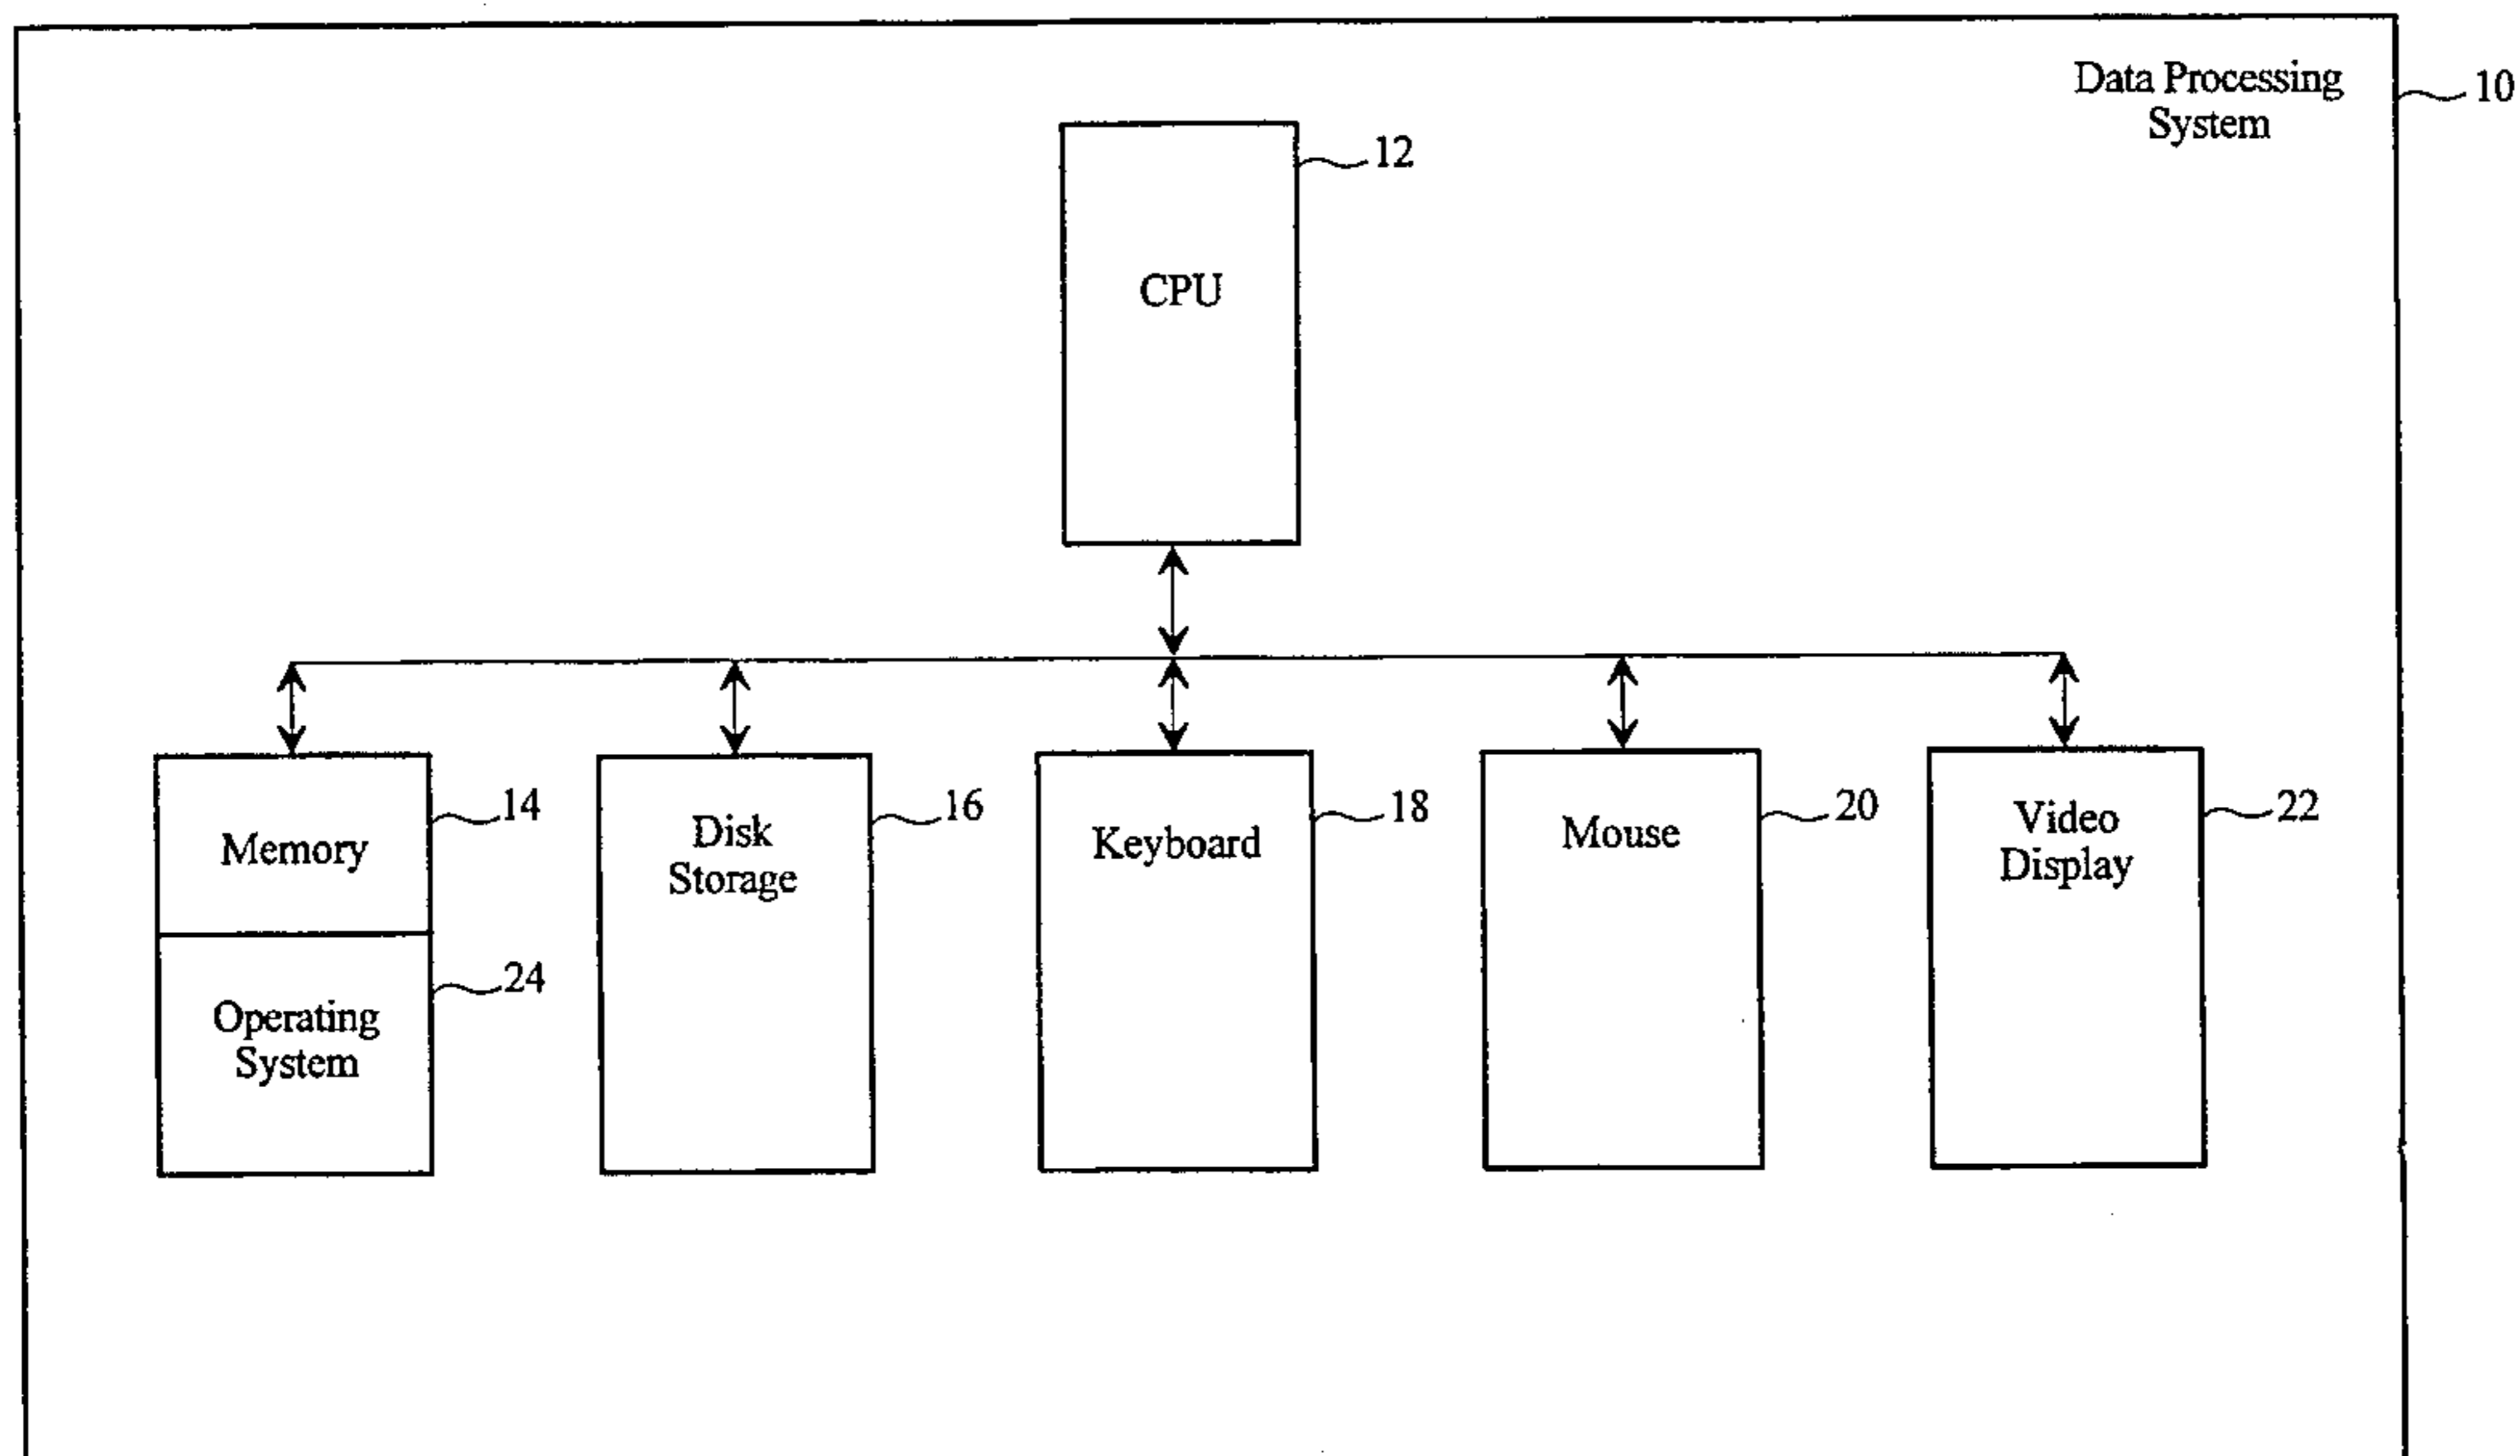 Data Processing
System
10
12
CPU
14
Memory
16
Disk
Storage
18
Keyboard
20
Mouse
22
Video
Display
24
Operating
System